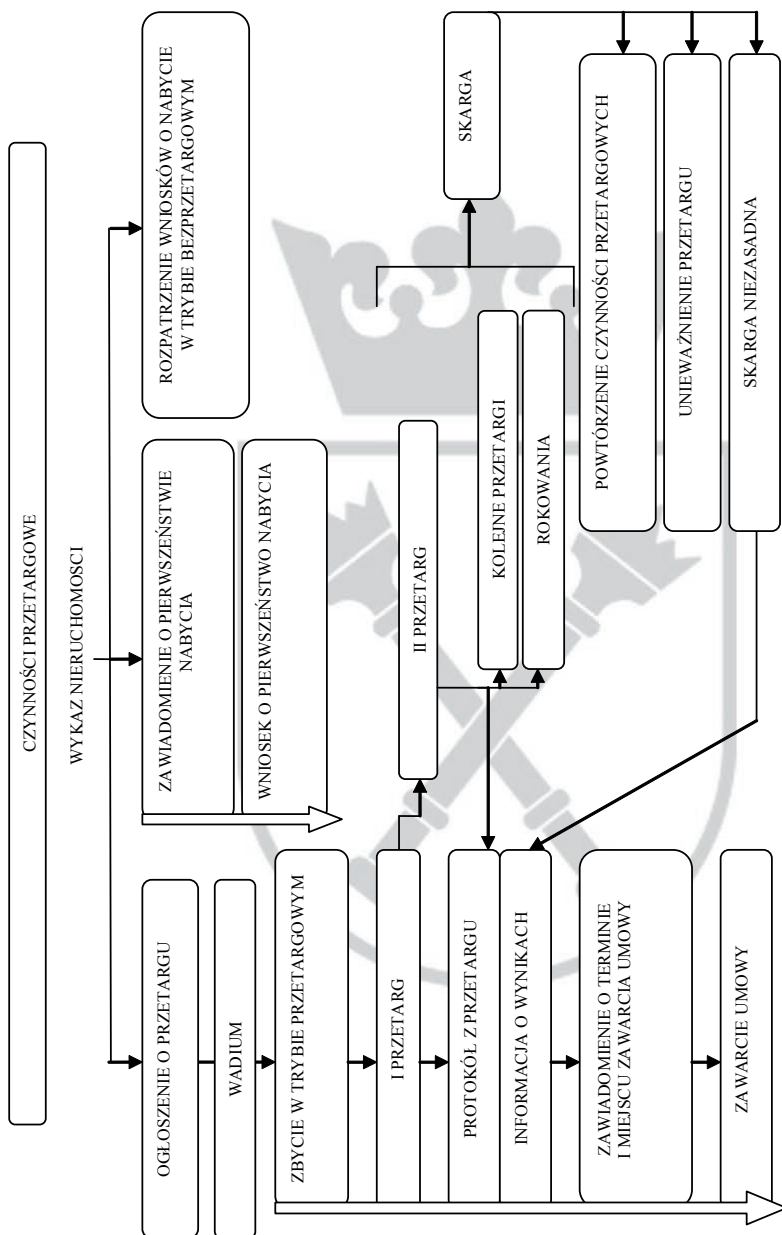 CZYNNOŚCI PRZETARGOWE
WYKAZ NIERUCHOMOSCI
OGŁOSZENIE O PRZETARGU
WADIUM
ZBYCIE W TRYBIE PRZETARGOWYM
I PRZETARG
PROTOKÓŁ Z PRZETARGU
INFORMACJA O WYNIKACH
ZAWIADOMIENIE O TERMINIE
I MIEJSCU ZAWARCIA UMOWY
ZAWARCIE UMOWY
ZAWIADOMIENIE O PIERWSZEŃSTWIE
NABYCIA
WNIOSEK O PIERWSZEŃSTWO NABYCIA
II PRZETARG
KOLEJNE PRZETARGI
ROKOWANIA
ROZPATRZENIE WNIOSKÓW O NABYCIE
W TRYBIE BEZPRZETARGOWYM
SKARGA
POWTÓRZENIE CZYNNOŚCI PRZETARGOWYCH
UNIEWAŻNIENIE PRZETARGU
SKARGA NIEZASADNA